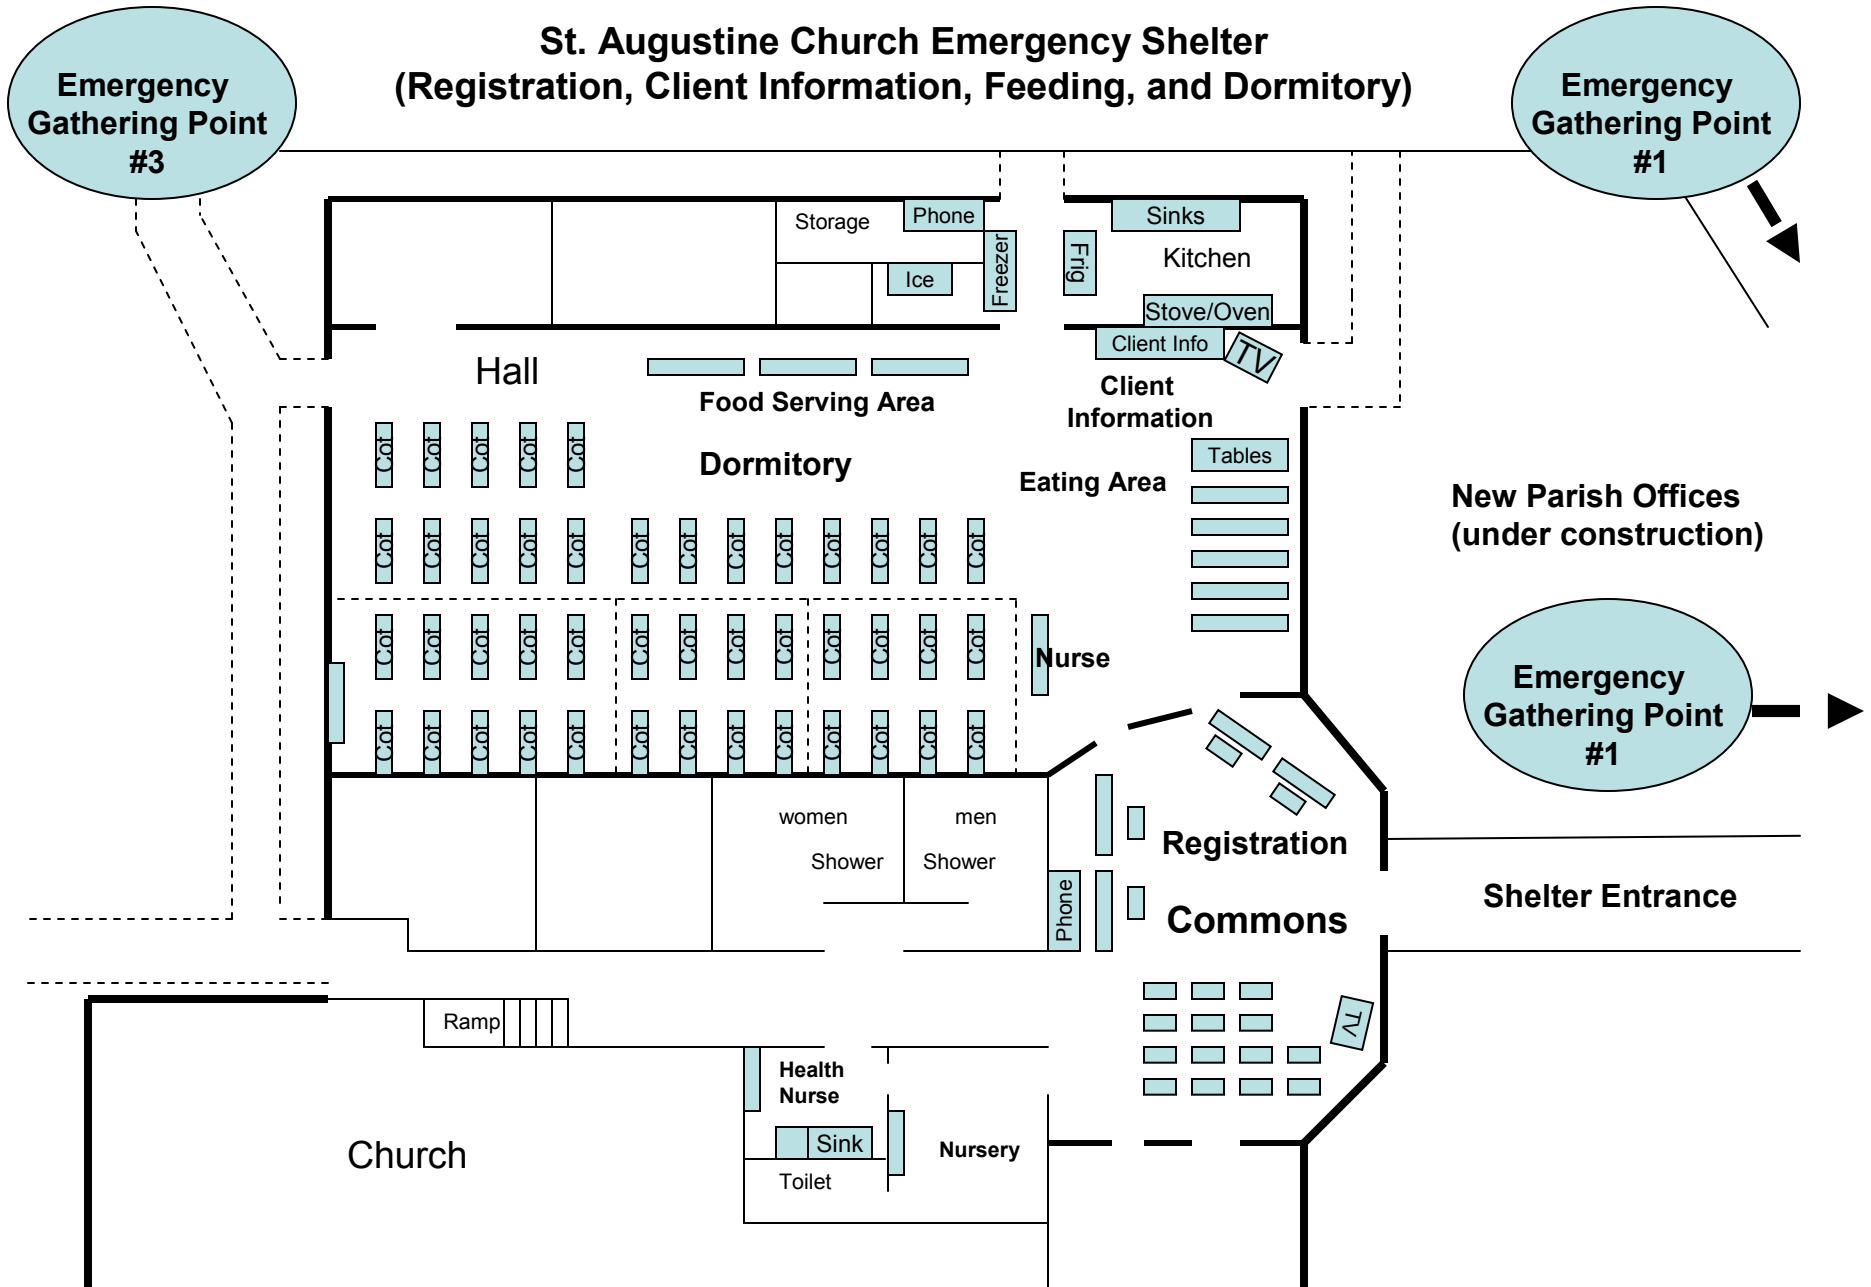 St. Augustine Church Emergency Shelter
(Registration, Client Information, Feeding, and Dormitory)
Emergency
Gathering Point
#3
Emergency
Gathering Point
#1
Storage
Phone
Freezer
Ice
Frig
Sinks
Kitchen
Stove/Oven
Client Info
TV
Hall
Food Serving Area
Client
Information
Cot Cot Cot Cot Cot
Dormitory
Eating Area
Tables
New Parish Offices
(under construction)
Cot Cot Cot Cot Cot Cot Cot Cot Cot Cot Cot Cot Cot
Cot Cot Cot Cot Cot Cot Cot Cot Cot Cot Cot Cot Cot
Nurse
Emergency
Gathering Point
#1
Cot Cot Cot Cot Cot Cot Cot Cot Cot Cot Cot Cot Cot
women
men
Shower
Shower
Registration
Phone
Commons
Shelter Entrance
Ramp
TV
Health
Nurse
Sink
Toilet
Nursery
Church